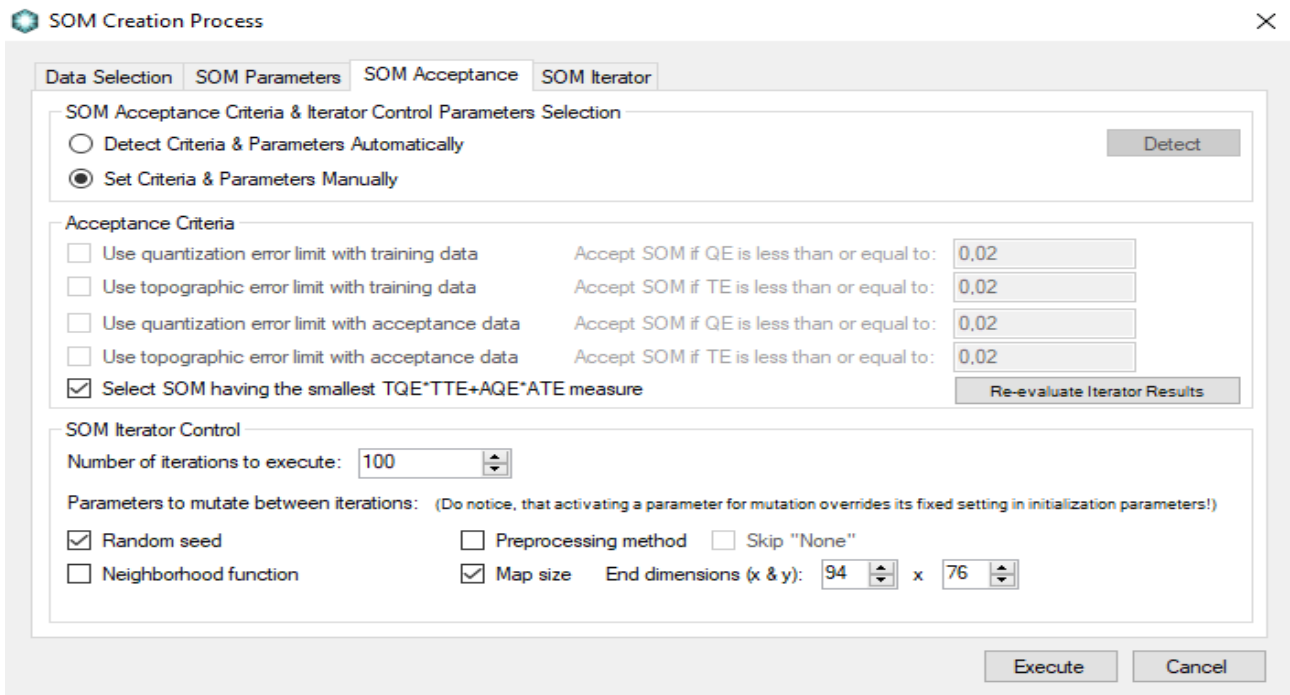 SOM Creation Process
Data Selection SOM Parameters SOM Acceptance SOM Iterator
SOM Acceptance Criteria & Iterator Control Parameters Selection
Detect Criteria & Parameters Automatically Detect
Set Criteria & Parameters Manually
Acceptance Criteria
Use quantization error limit with training data Accept SOM if QE is less than or equal to: 0,02
Use topographic error limit with training data Accept SOM if TE is less than or equal to: 0,02
Use quantization error limit with acceptance data Accept SOM if QE is less than or equal to: 0,02
Use topographic error limit with acceptance data Accept SOM if TE is less than or equal to: 0,02
Select SOM having the smallest TQE*TTE+AQE*ATE measure Re-evaluate Iterator Results
SOM Iterator Control
Number of iterations to execute: 100
Parameters to mutate between iterations: (Do notice, that activating a parameter for mutation overrides its fixed setting in initialization parameters!)
Random seed Preprocessing method Skip "None"
Neighborhood function Map size End dimensions (x & y): 94 x 76
Execute Cancel